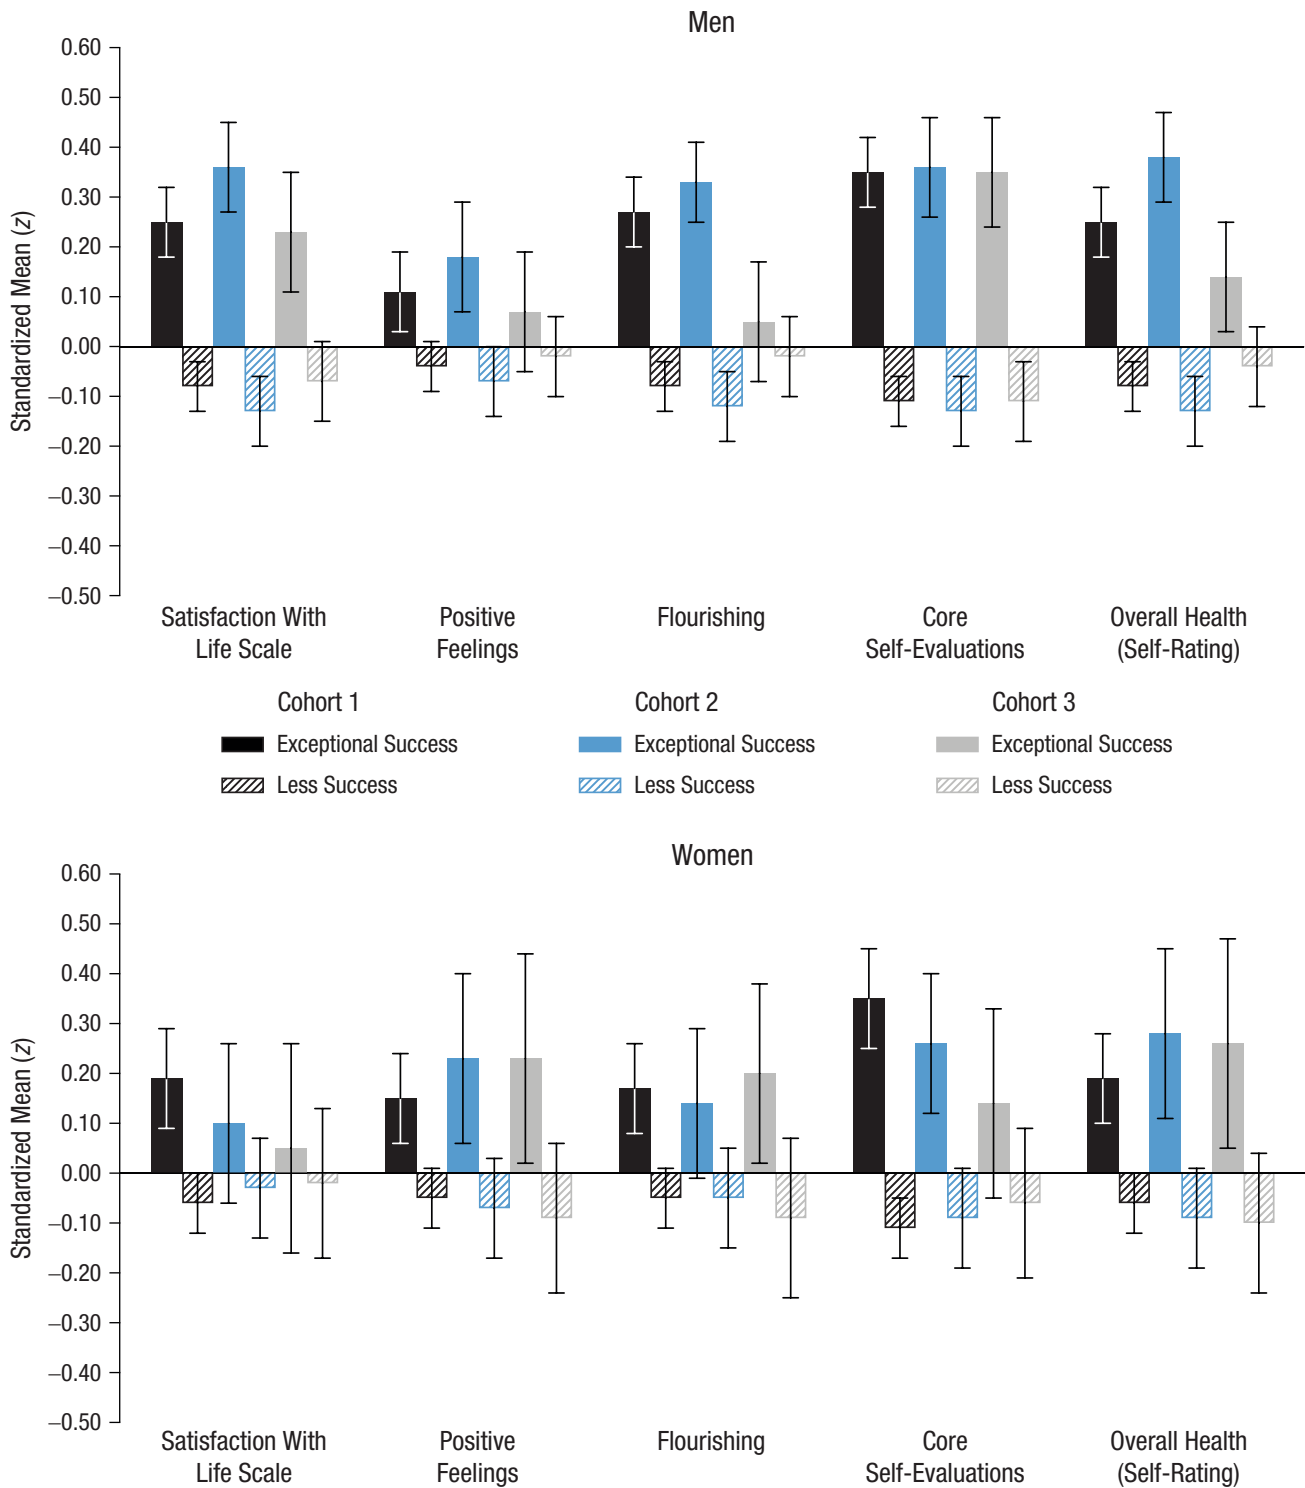 Men
Standardized Mean (z)
0.60
0.50
0.40
0.30
0.20
0.10
0.00
−0.10
−0.20
−0.30
−0.40
−0.50
Satisfaction With
Life Scale
Positive
Feelings
Flourishing
Core
Self-Evaluations
Overall Health
(Self-Rating)
Cohort 1
Exceptional Success
Less Success
Cohort 2
Exceptional Success
Less Success
Cohort 3
Exceptional Success
Less Success
Women
Standardized Mean (z)
0.60
0.50
0.40
0.30
0.20
0.10
0.00
−0.10
−0.20
−0.30
−0.40
−0.50
Satisfaction With
Life Scale
Positive
Feelings
Flourishing
Core
Self-Evaluations
Overall Health
(Self-Rating)